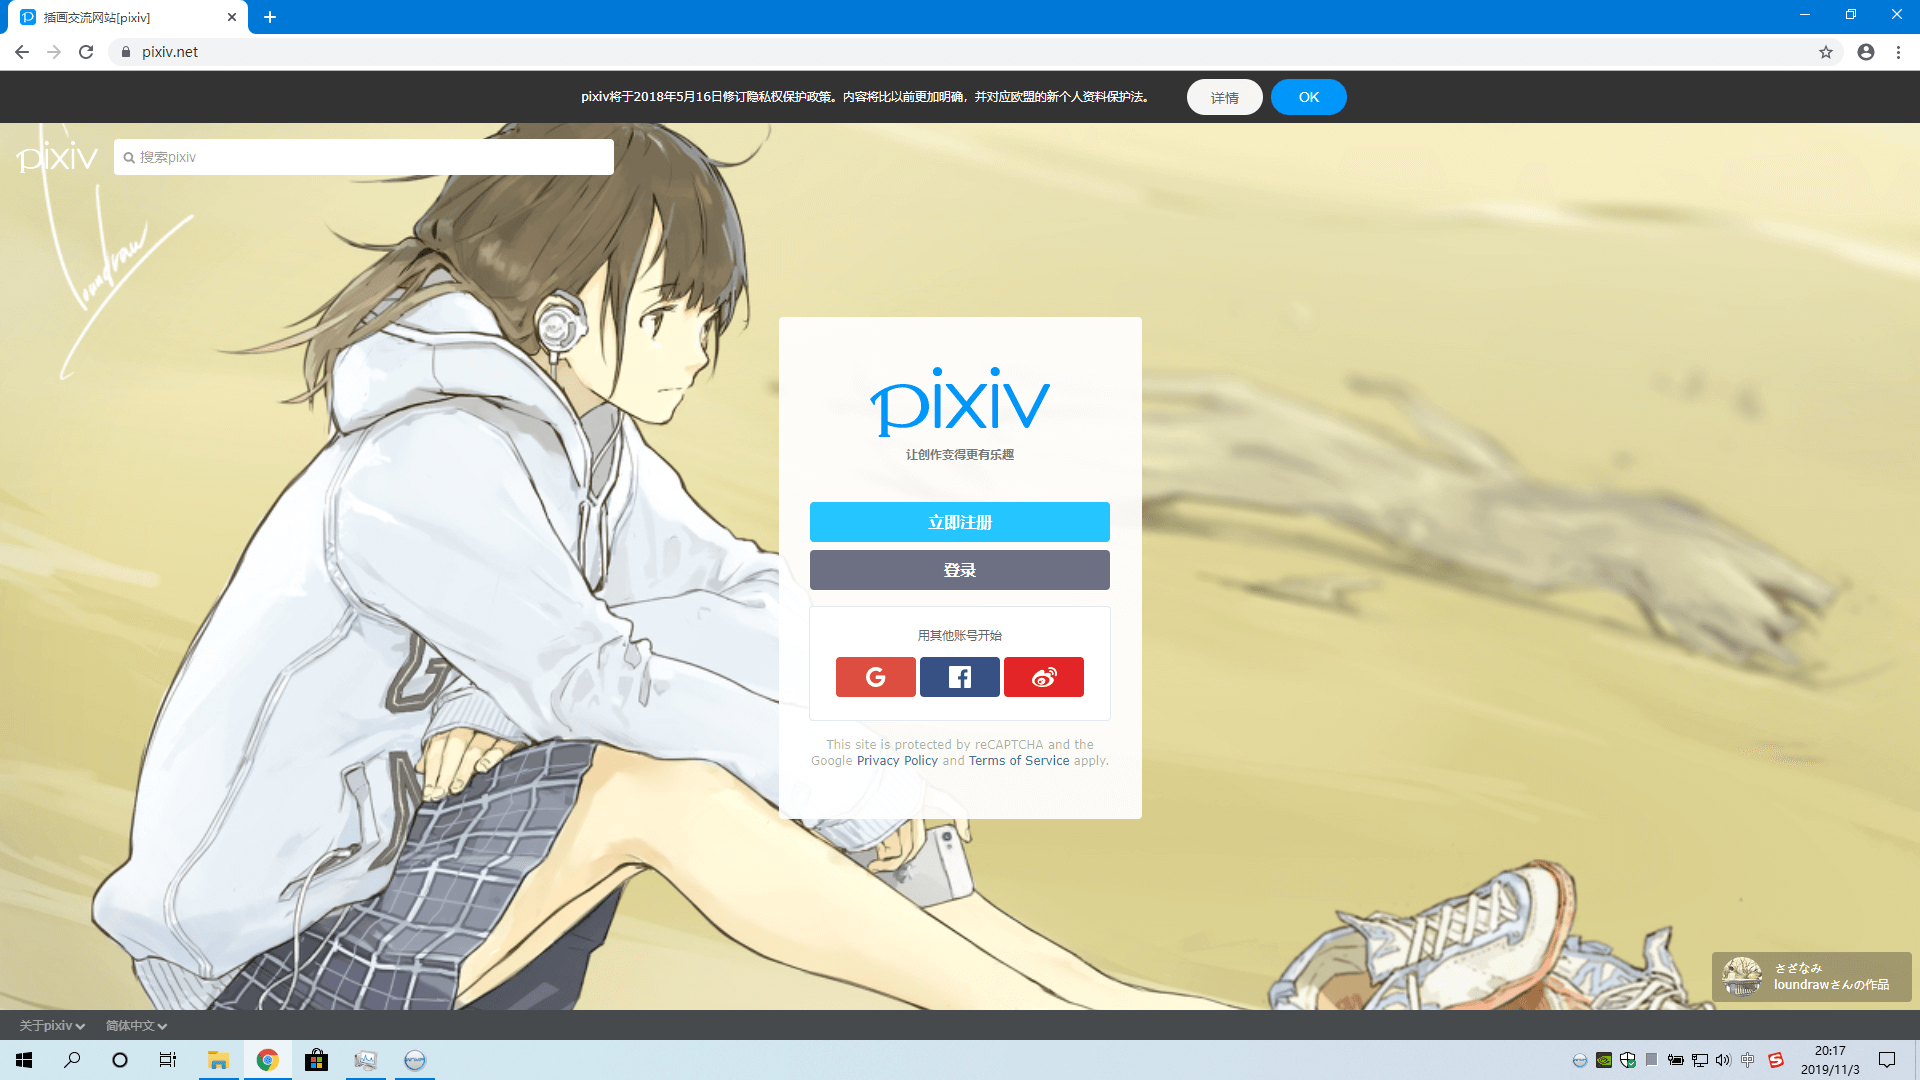 插画交流网站[pixiv]
pixiv.net
pixiv将于2018年5月16日修订隐私权保护政策。内容将比以前更加明确，并对应欧盟的新个人资料保护法。
详情
OK
pixiv
搜索pixiv
loundraw
pixiv
让创作变得更有乐趣
立即注册
登录
用其他账号开始
This site is protected by reCAPTCHA and the
Google Privacy Policy and Terms of Service apply.
さざなみ
loundrawさんの作品
关于pixiv
简体中文
中
20:17
2019/11/3